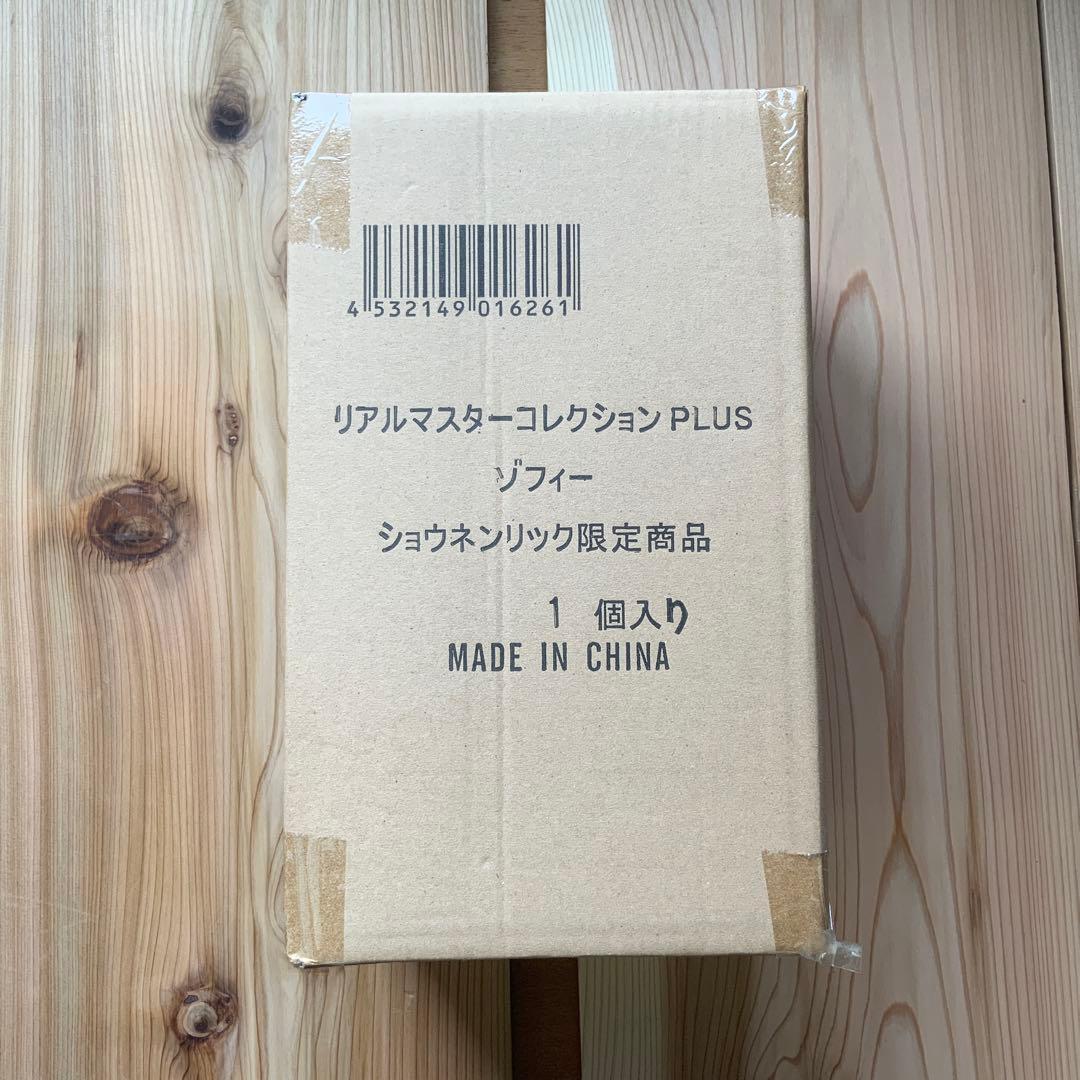 4 532149 016261
リアルマスターコレクション PLUS
ゾフィー
ショウネンリック限定商品
1 個入り
MADE IN CHINA